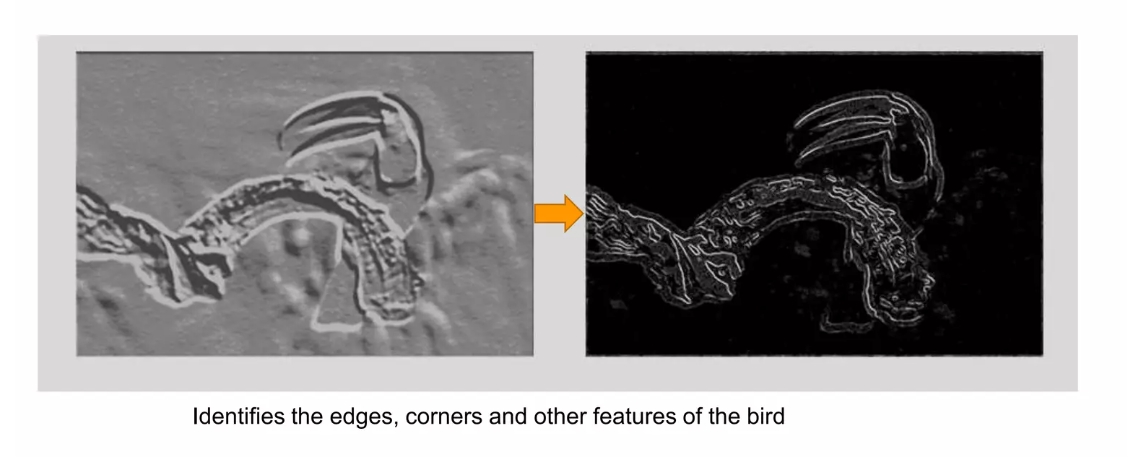 Identifies the edges, corners and other features of the bird